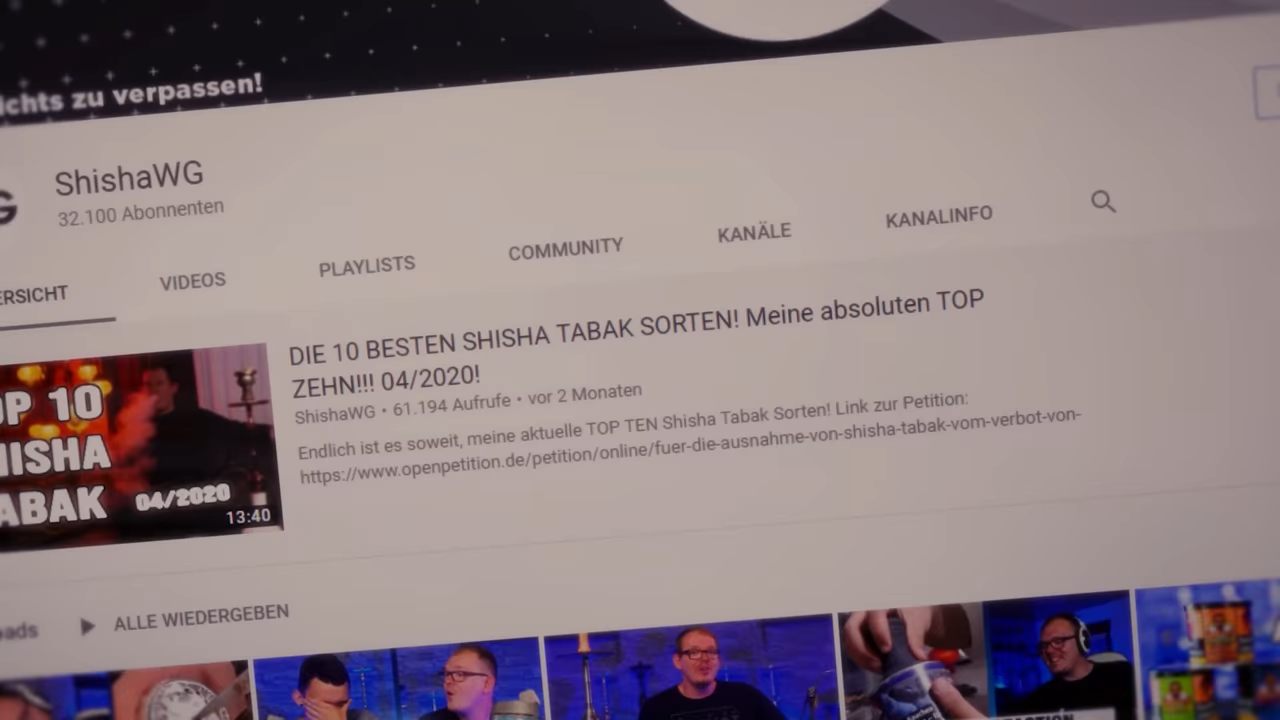 ichts zu verpassen!
G
ShishaWG
32.100 Abonnenten
ERSICHT VIDEOS PLAYLISTS COMMUNITY KANÄLE KANALINFO
DIE 10 BESTEN SHISHA TABAK SORTEN! Meine absoluten TOP
ZEHN!!! 04/2020!
ShishaWG • 61.194 Aufrufe • vor 2 Monaten
Endlich ist es soweit, meine aktuelle TOP TEN Shisha Tabak Sorten! Link zur Petition:
https://www.openpetition.de/petition/online/fuer-die-ausnahme-von-shisha-tabak-vom-verbot-von-
OP 10
HISHA
ABAK 04/2020
13:40
oads ALLE WIEDERGEBEN